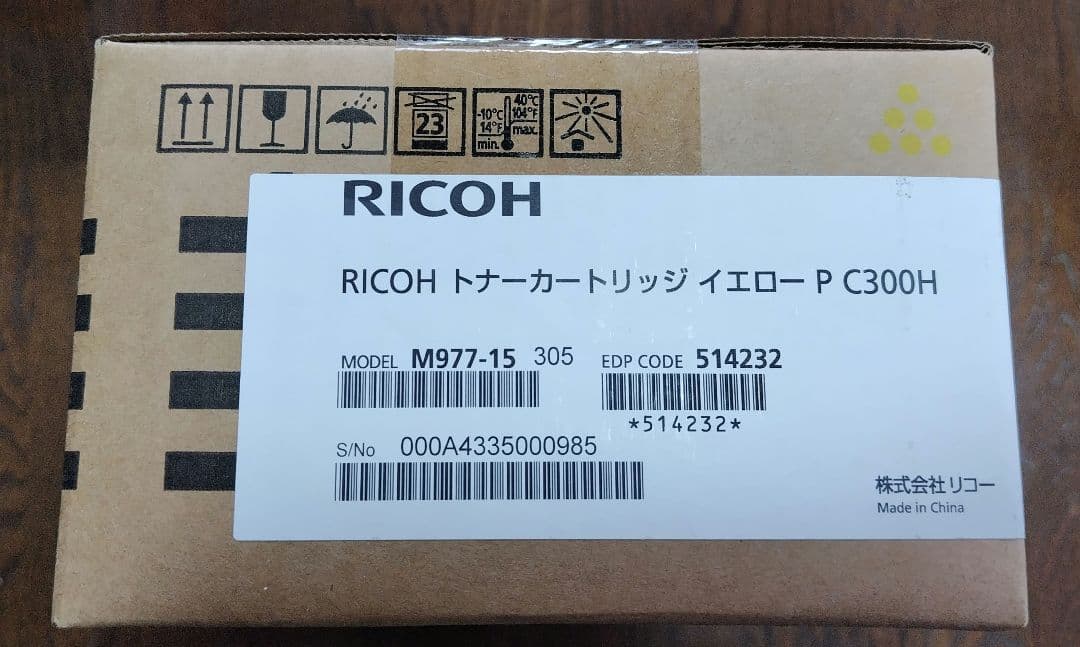 23
-10℃
14°F
min.
40℃
104°F
max.
RICOH
RICOH トナーカートリッジ イエロー P C300H
MODEL M977-15 305 EDP CODE 514232
*514232*
S/No 000A4335000985
株式会社 リコー
Made in China